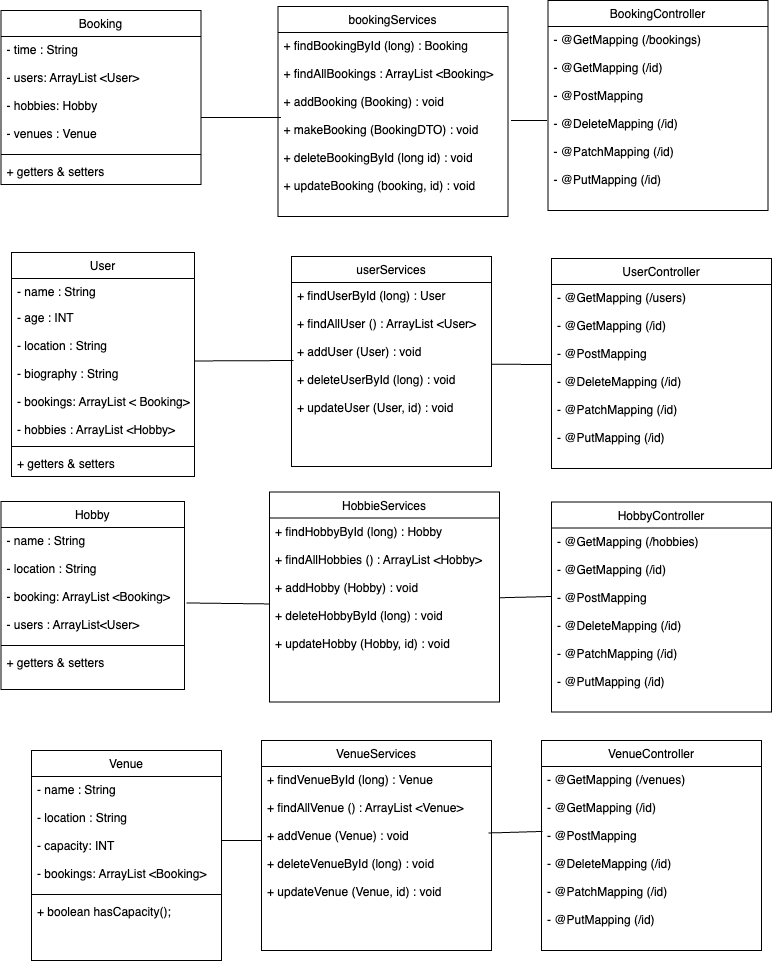 Booking
- time : String
- users: ArrayList <User>
- hobbies: Hobby
- venues : Venue
+ getters & setters
bookingServices
+ findBookingById (long) : Booking
+ findAllBookings : ArrayList <Booking>
+ addBooking (Booking) : void
+ makeBooking (BookingDTO) : void
+ deleteBookingById (long id) : void
+ updateBooking (booking, id) : void
BookingController
- @GetMapping (/bookings)
- @GetMapping (/id)
- @PostMapping
- @DeleteMapping (/id)
- @PatchMapping (/id)
- @PutMapping (/id)
User
- name : String
- age : INT
- location : String
- biography : String
- bookings: ArrayList < Booking>
- hobbies : ArrayList <Hobby>
+ getters & setters
userServices
+ findUserById (long) : User
+ findAllUser () : ArrayList <User>
+ addUser (User) : void
+ deleteUserById (long) : void
+ updateUser (User, id) : void
UserController
- @GetMapping (/users)
- @GetMapping (/id)
- @PostMapping
- @DeleteMapping (/id)
- @PatchMapping (/id)
- @PutMapping (/id)
Hobby
- name : String
- location : String
- booking: ArrayList <Booking>
- users : ArrayList<User>
+ getters & setters
HobbieServices
+ findHobbyById (long) : Hobby
+ findAllHobbies () : ArrayList <Hobby>
+ addHobby (Hobby) : void
+ deleteHobbyById (long) : void
+ updateHobby (Hobby, id) : void
HobbyController
- @GetMapping (/hobbies)
- @GetMapping (/id)
- @PostMapping
- @DeleteMapping (/id)
- @PatchMapping (/id)
- @PutMapping (/id)
Venue
- name : String
- location : String
- capacity: INT
- bookings: ArrayList <Booking>
+ boolean hasCapacity();
VenueServices
+ findVenueById (long) : Venue
+ findAllVenue () : ArrayList <Venue>
+ addVenue (Venue) : void
+ deleteVenueById (long) : void
+ updateVenue (Venue, id) : void
VenueController
- @GetMapping (/venues)
- @GetMapping (/id)
- @PostMapping
- @DeleteMapping (/id)
- @PatchMapping (/id)
- @PutMapping (/id)